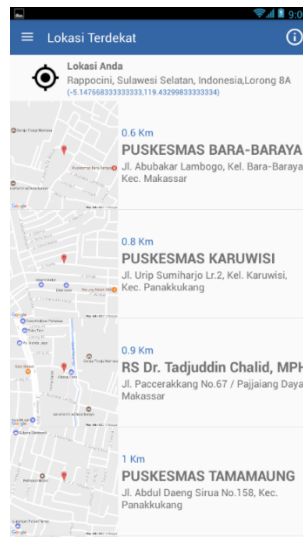 9:0
Lokasi Terdekat
Lokasi Anda
Rappocini, Sulawesi Selatan, Indonesia,Lorong 8A
(-5.147568333333333,119.43299833333334)
0.6 Km
PUSKESMAS BARA-BARAYA
Jl. Abubakar Lambogo, Kel. Bara-Baraya
Kec. Makassar
0.8 Km
PUSKESMAS KARUWISI
Jl. Urip Sumiharjo Lr.2, Kel. Karuwisi,
Kec. Panakkukang
0.9 Km
RS Dr. Tadjuddin Chalid, MPH
Jl. Paccerakkang No.67 / Pajjaiang Daya
Makassar
1 Km
PUSKESMAS TAMAMAUNG
Jl. Abdul Daeng Sirua No.158, Kec.
Panakkukang